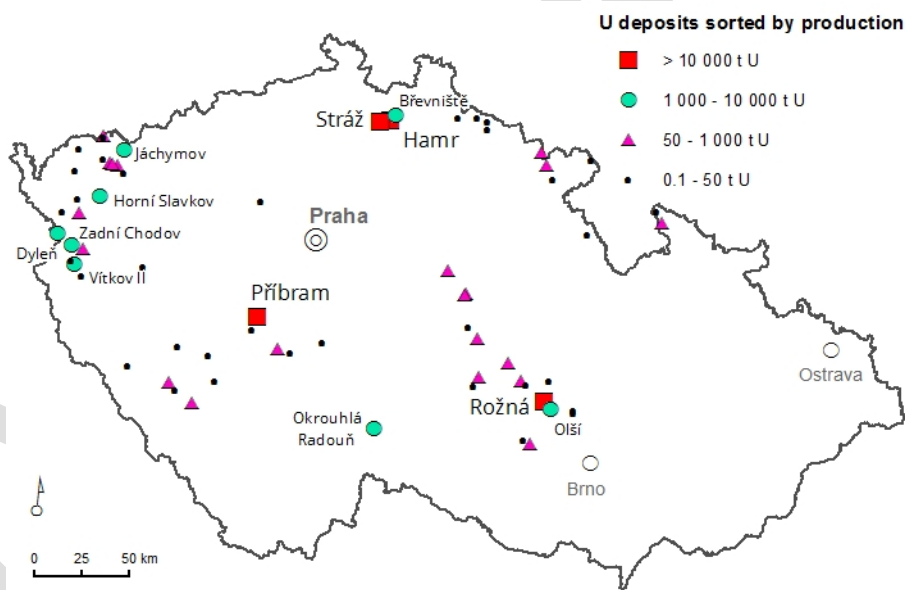 U deposits sorted by production
> 10 000 t U
1 000 - 10 000 t U
50 - 1 000 t U
0.1 - 50 t U
Břevniště
Stráž
Hamr
Jáchymov
Horní Slavkov
Praha
Zadní Chodov
Dyleň
Vítkov II
Příbram
Ostrava
Rožná
Okrouhlá
Radouň
Olší
Brno
0 25 50 km